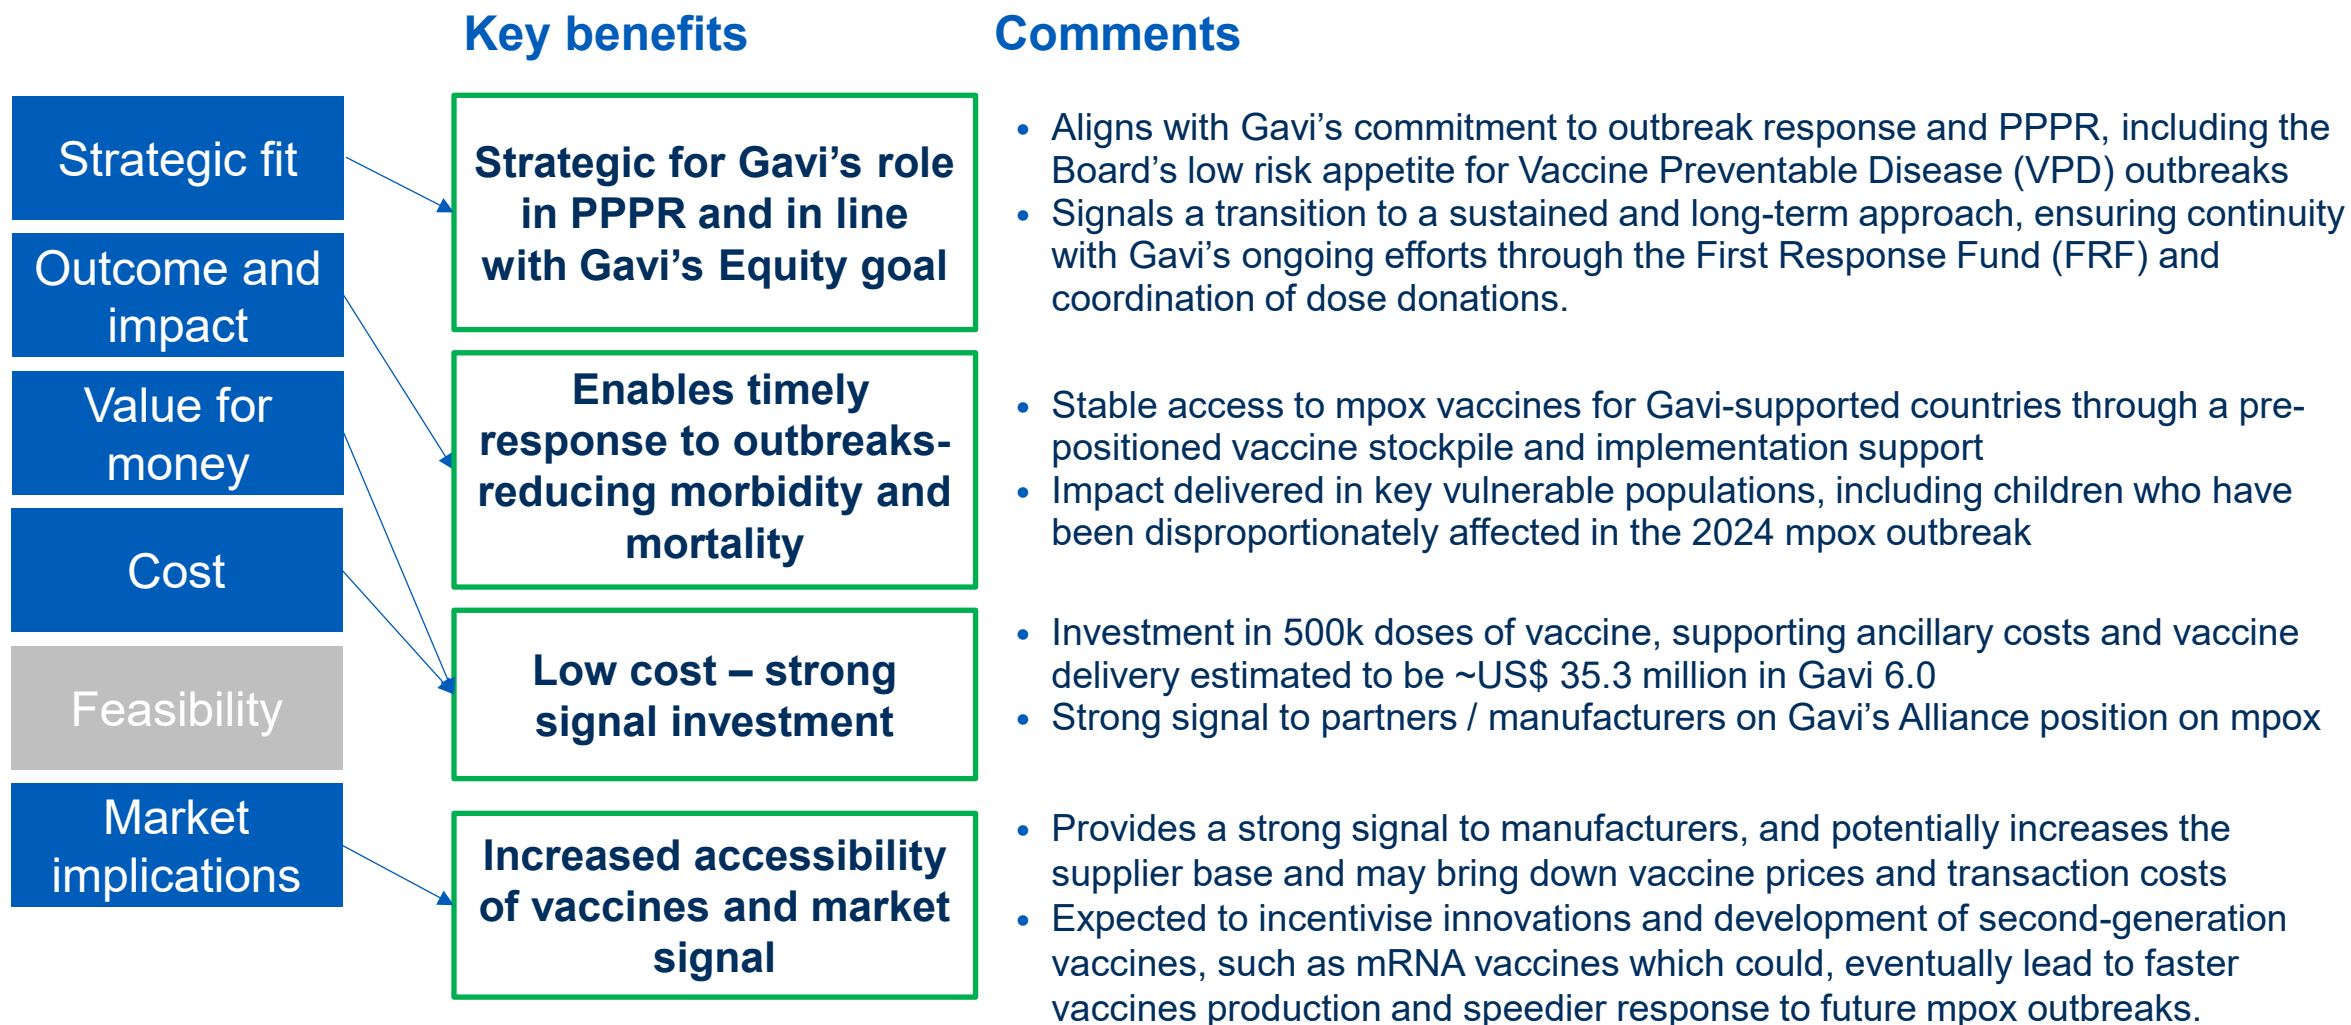 Key benefits
Comments
Strategic fit
Outcome and
impact
Value for
money
Cost
Feasibility
Market
implications
Strategic for Gavi’s role
in PPPR and in line
with Gavi’s Equity goal
Enables timely
response to outbreaks-
reducing morbidity and
mortality
Low cost – strong
signal investment
Increased accessibility
of vaccines and market
signal
• Aligns with Gavi’s commitment to outbreak response and PPPR, including the
Board’s low risk appetite for Vaccine Preventable Disease (VPD) outbreaks
• Signals a transition to a sustained and long-term approach, ensuring continuity
with Gavi’s ongoing efforts through the First Response Fund (FRF) and
coordination of dose donations.
• Stable access to mpox vaccines for Gavi-supported countries through a pre-
positioned vaccine stockpile and implementation support
• Impact delivered in key vulnerable populations, including children who have
been disproportionately affected in the 2024 mpox outbreak
• Investment in 500k doses of vaccine, supporting ancillary costs and vaccine
delivery estimated to be ~US$ 35.3 million in Gavi 6.0
• Strong signal to partners / manufacturers on Gavi’s Alliance position on mpox
• Provides a strong signal to manufacturers, and potentially increases the
supplier base and may bring down vaccine prices and transaction costs
• Expected to incentivise innovations and development of second-generation
vaccines, such as mRNA vaccines which could, eventually lead to faster
vaccines production and speedier response to future mpox outbreaks.